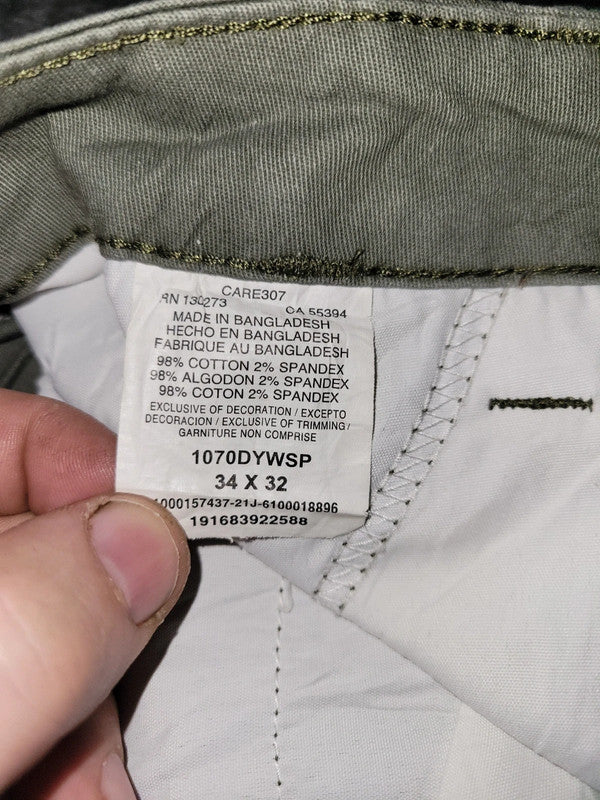 CARE307
RN 130273 CA 55394
MADE IN BANGLADESH
HECHO EN BANGLADESH
FABRIQUE AU BANGLADESH
98% COTTON 2% SPANDEX
98% ALGODON 2% SPANDEX
98% COTON 2% SPANDEX
EXCLUSIVE OF DECORATION / EXCEPTO
DECORACION / EXCLUSIVE OF TRIMMING /
GARNITURE NON COMPRISE
1070DYWSP
34 X 32
1000157437-21J-6100018896
191683922588